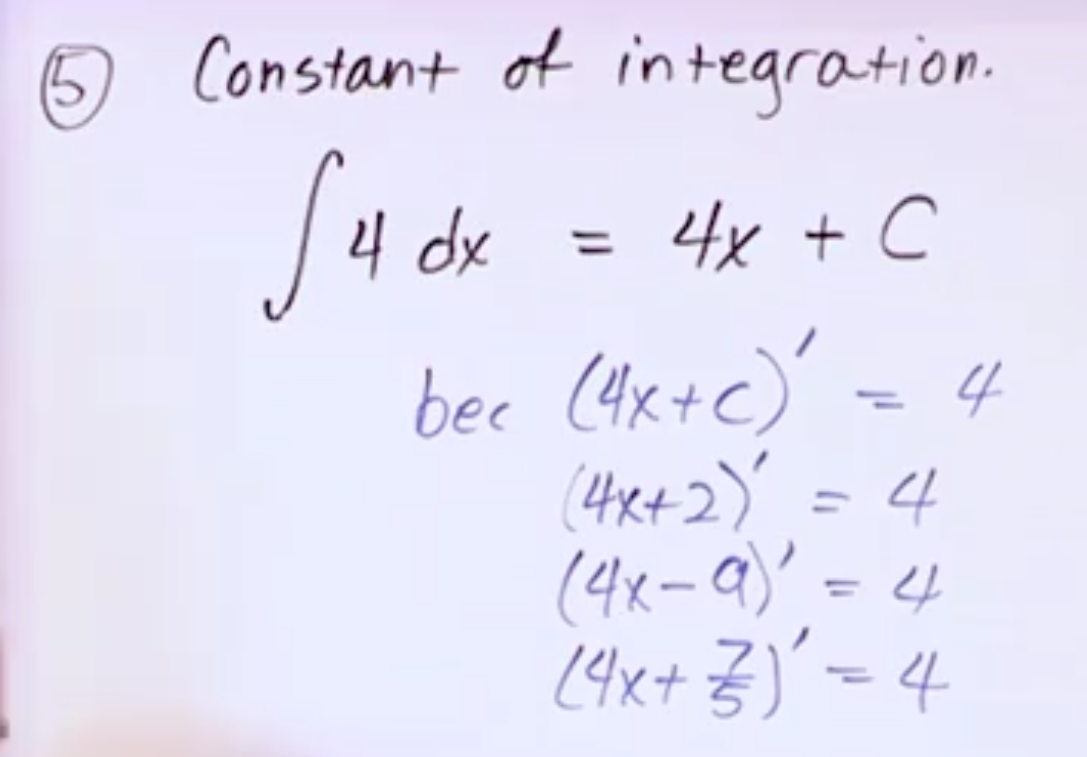 ⑤ Constant of integration.
∫ 4 dx = 4x + C
bec (4x+c)' = 4
(4x+2)' = 4
(4x-9)' = 4
(4x+7/5)' = 4